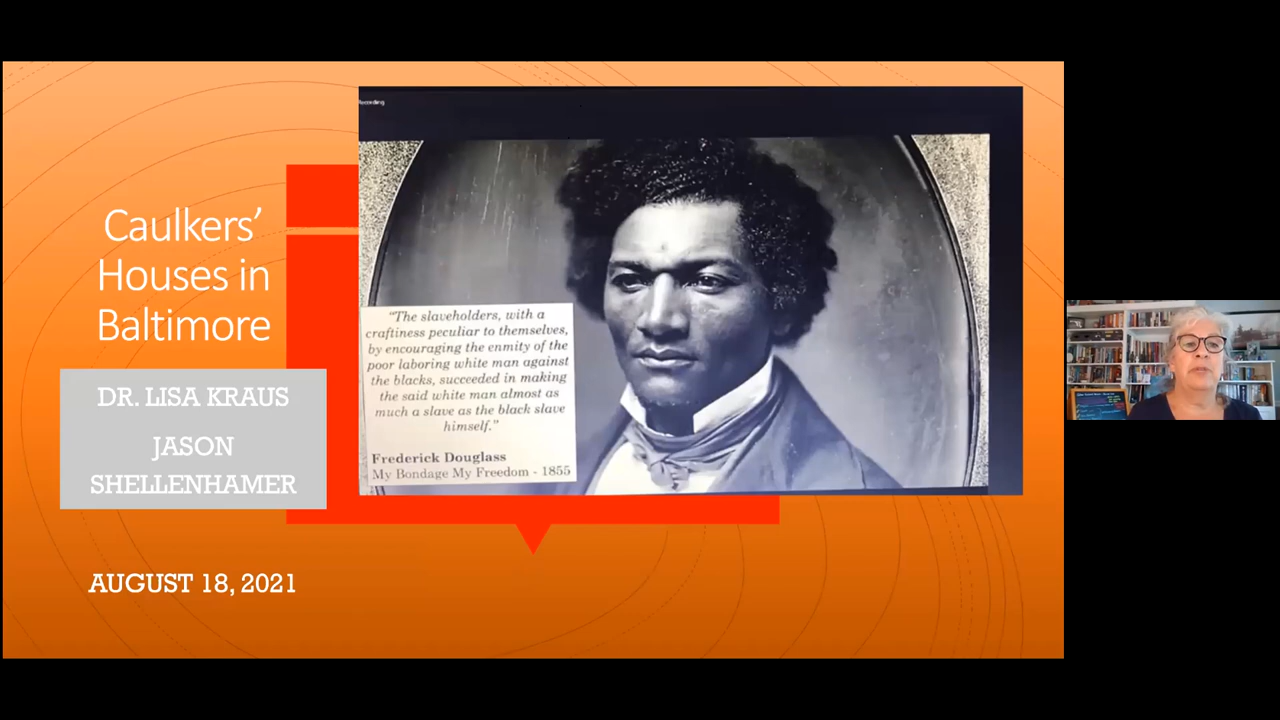 Recording
Caulkers’
Houses in
Baltimore
DR. LISA KRAUS
JASON
SHELLENHAMER
AUGUST 18, 2021
"The slaveholders, with a
craftiness peculiar to themselves,
by encouraging the enmity of the
poor laboring white man against
the blacks, succeeded in making
the said white man almost as
much a slave as the black slave
himself."
Frederick Douglass
My Bondage My Freedom - 1855